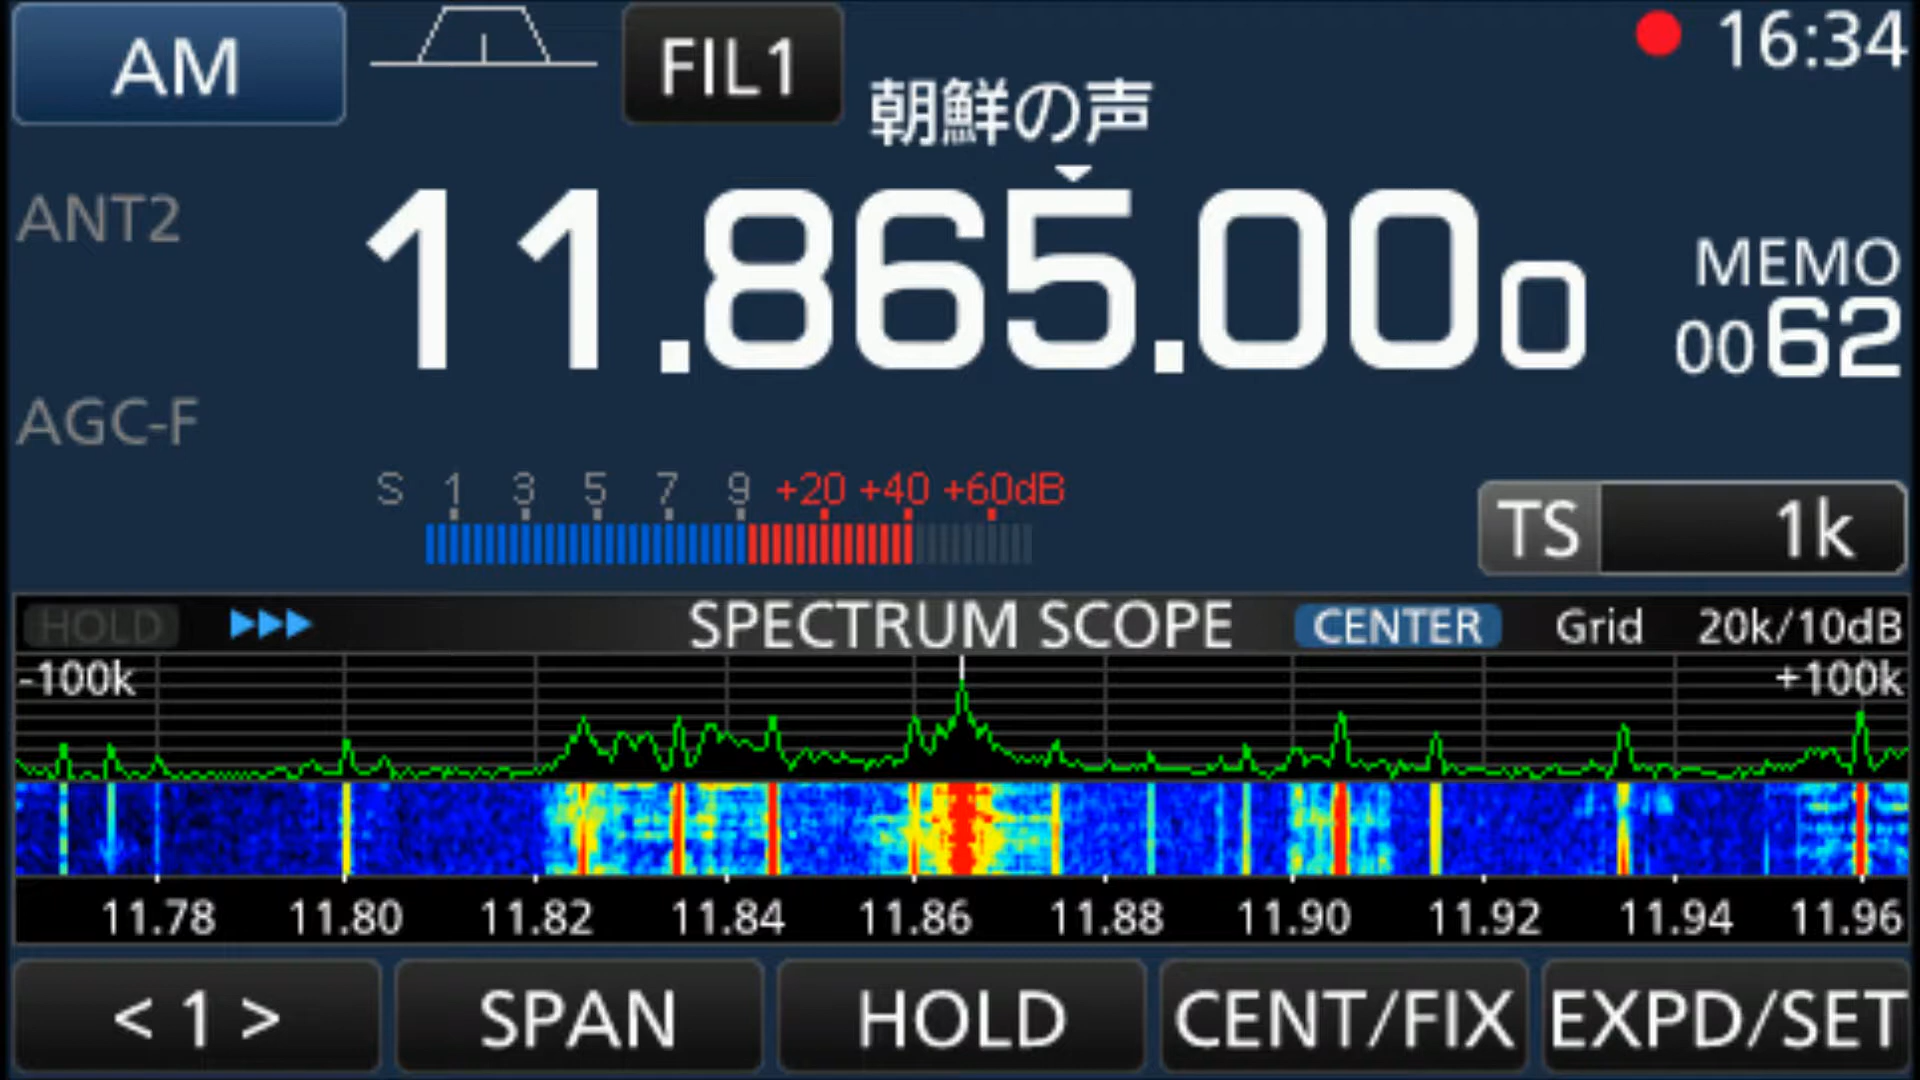 AM FIL1 16:34
朝鮮の声
ANT2 11.865.000 MEMO
0062
AGC-F
S 1 3 5 7 9 +20 +40 +60dB
TS 1k
HOLD SPECTRUM SCOPE CENTER Grid 20k/10dB
-100k +100k
11.78 11.80 11.82 11.84 11.86 11.88 11.90 11.92 11.94 11.96
< 1 > SPAN HOLD CENT/FIX EXPD/SET